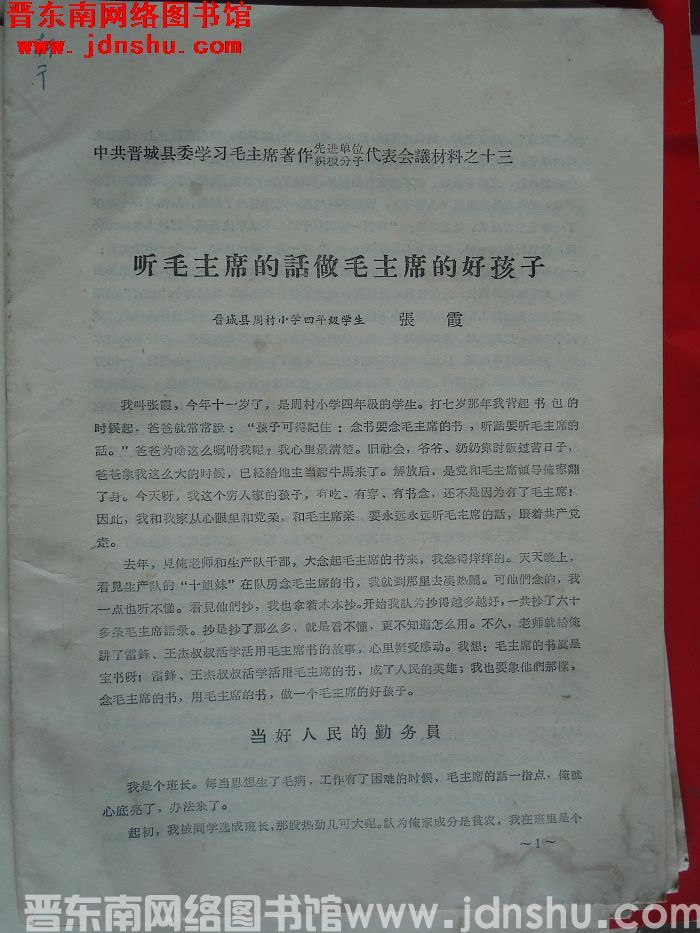 晋东南网络图书馆
www.jdnshu.com
中共晋城县委学习毛主席著作先进单位积极分子代表会議材料之十三
听毛主席的話做毛主席的好孩子
晋城县周村小学四年级学生 張 霞
我叫张霞，今年十一岁了，是周村小学四年级的学生。打七岁那年我背起书包的
时候起，爸爸就常常說：“孩子可得記住：念书要念毛主席的书，听話要听毛主席的
話。”爸爸为啥这么嘱咐我呢？我心里最清楚。旧社会，爷爷、奶奶靠討飯过苦日子，
爸爸象我这么大的时候，已經給地主当起牛馬来了。解放后，是党和毛主席領导俺家翻
了身。今天呀，我这个穷人家的孩子，有吃、有穿、有书念，还不是因为有了毛主席！
因此，我和我家从心眼里和党亲，和毛主席亲，要永远永远听毛主席的話，跟着共产党
走。
去年，見俺老师和生产队干部，大念起毛主席的书来，我急得痒痒的。天天晚上，
看見生产队的“十姐妹”在队房念毛主席的书，我就到那里去湊热鬧。可他們念的，我
一点也听不懂。看見他們抄，我也拿着木本抄。开始我認为抄得越多越好，一共抄了六十
多条毛主席語录。抄是抄了那么多，就是看不懂，更不知道怎么用。不久，老师就給俺
講了雷鋒、王杰叔叔活学活用毛主席书的故事，心里挺受感动。我想：毛主席的书眞是
宝书呀！雷鋒、王杰叔叔活学活用毛主席的书，成了人民的英雄；我也要象他們那样，
念毛主席的书，用毛主席的书，做一个毛主席的好孩子。
当好人民的勤务員
我是个班长。每当思想生了毛病，工作有了困难的时候，毛主席的話一指点，俺就
心底亮了，办法来了。
起初，我被同学选成班长，那股热劲儿可大呢。認为俺家成分是貧农，我在班里是个
～1～
晋东南网络图书馆 www.jdnshu.com